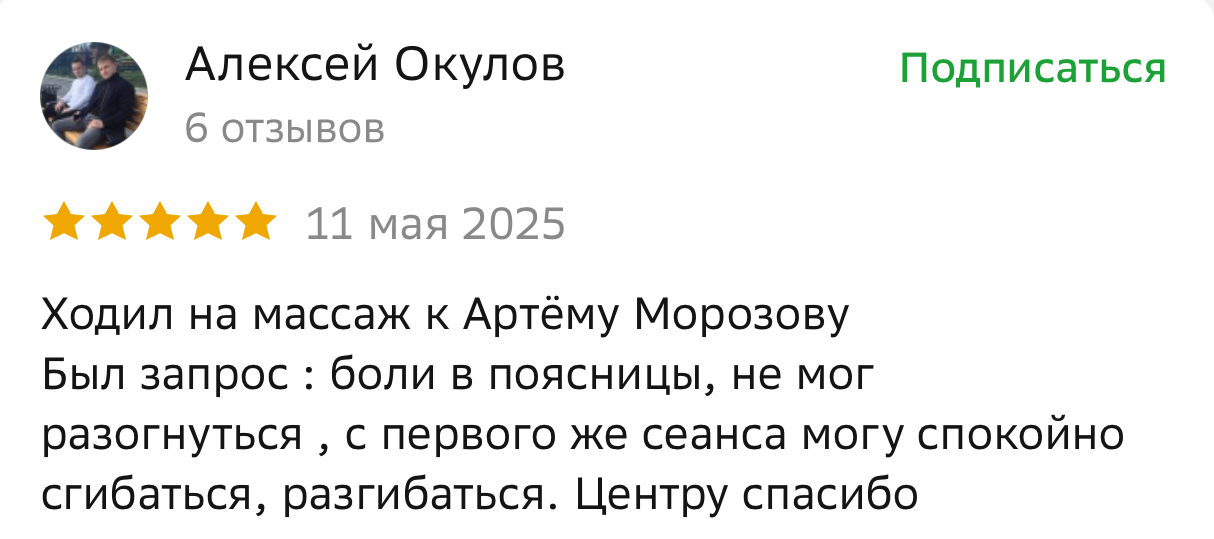 Алексей Окулов
Подписаться
6 отзывов
11 мая 2025
Ходил на массаж к Артёму Морозову
Был запрос : боли в поясницы, не мог
разогнуться , с первого же сеанса могу спокойно
сгибаться, разгибаться. Центру спасибо